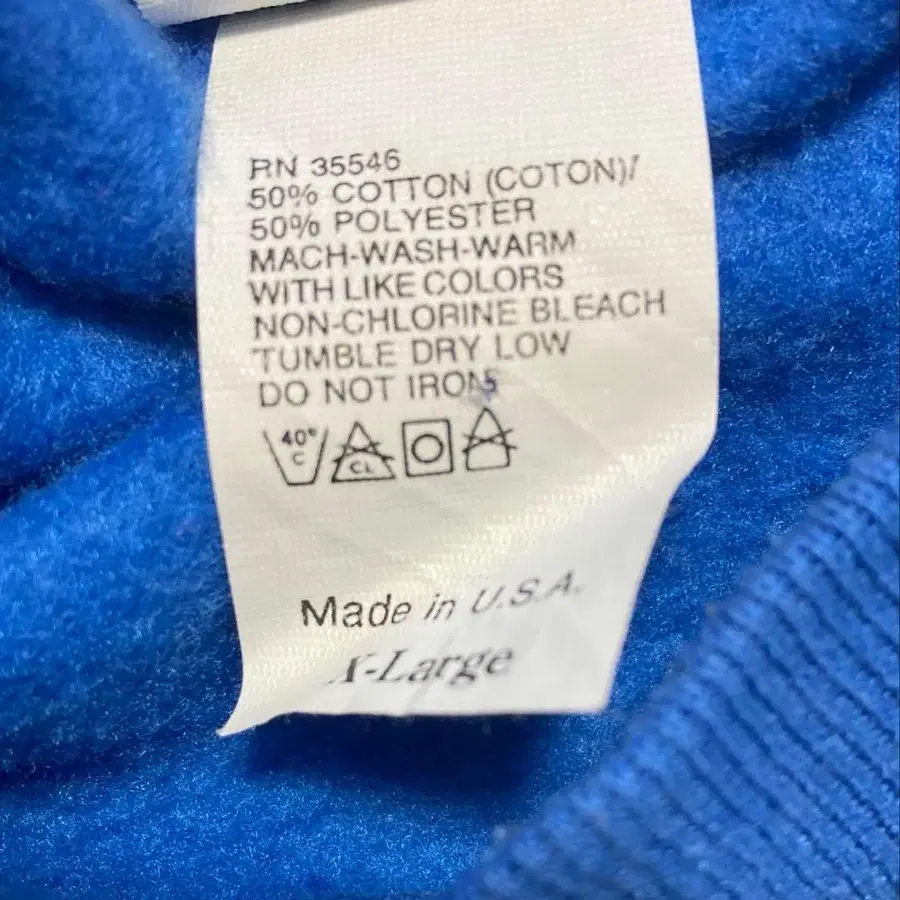 RN 35546
50% COTTON (COTON)/
50% POLYESTER
MACH-WASH-WARM
WITH LIKE COLORS
NON-CHLORINE BLEACH
TUMBLE DRY LOW
DO NOT IRON
40°
C
CL
Made in U.S.A.
X-Large